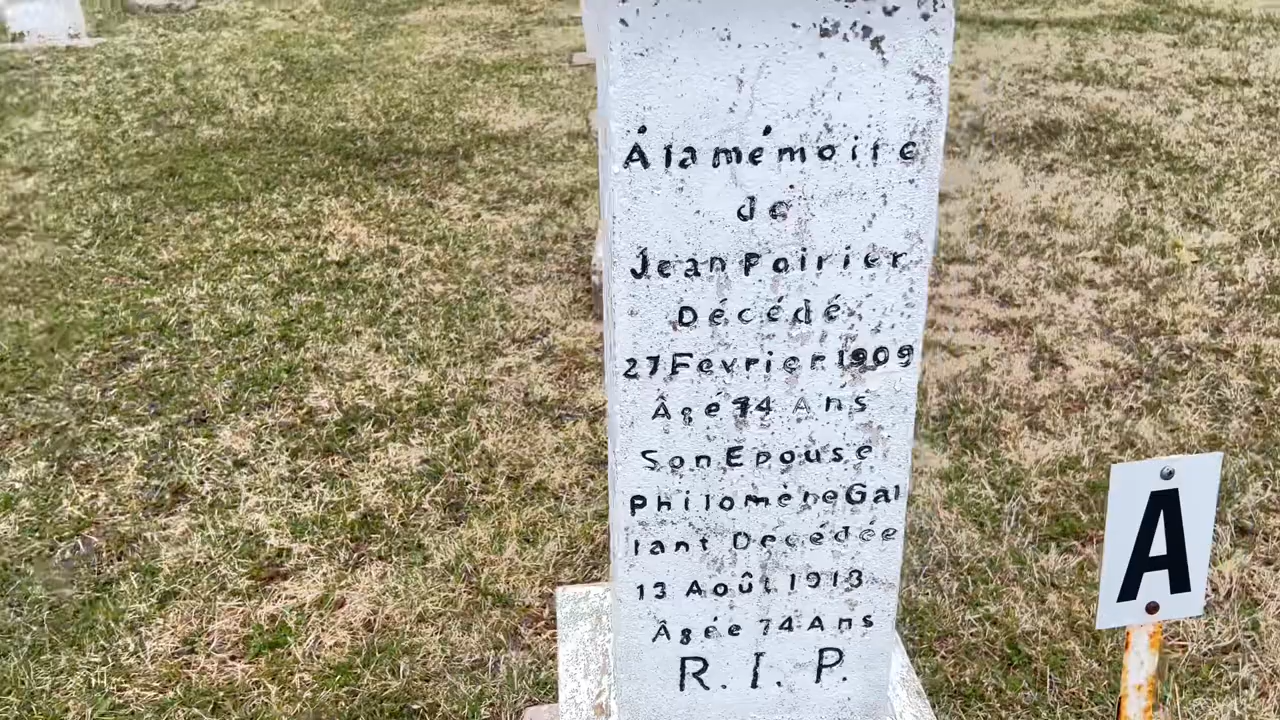 À la mémoire
de
Jean Poirier
Décédé
27 Fevrier 1909
Âgé 74 Ans
Son Epouse
Philomène Gal
lant Decédée
13 Août 1913
Âgée 74 Ans
R. I. P.
A